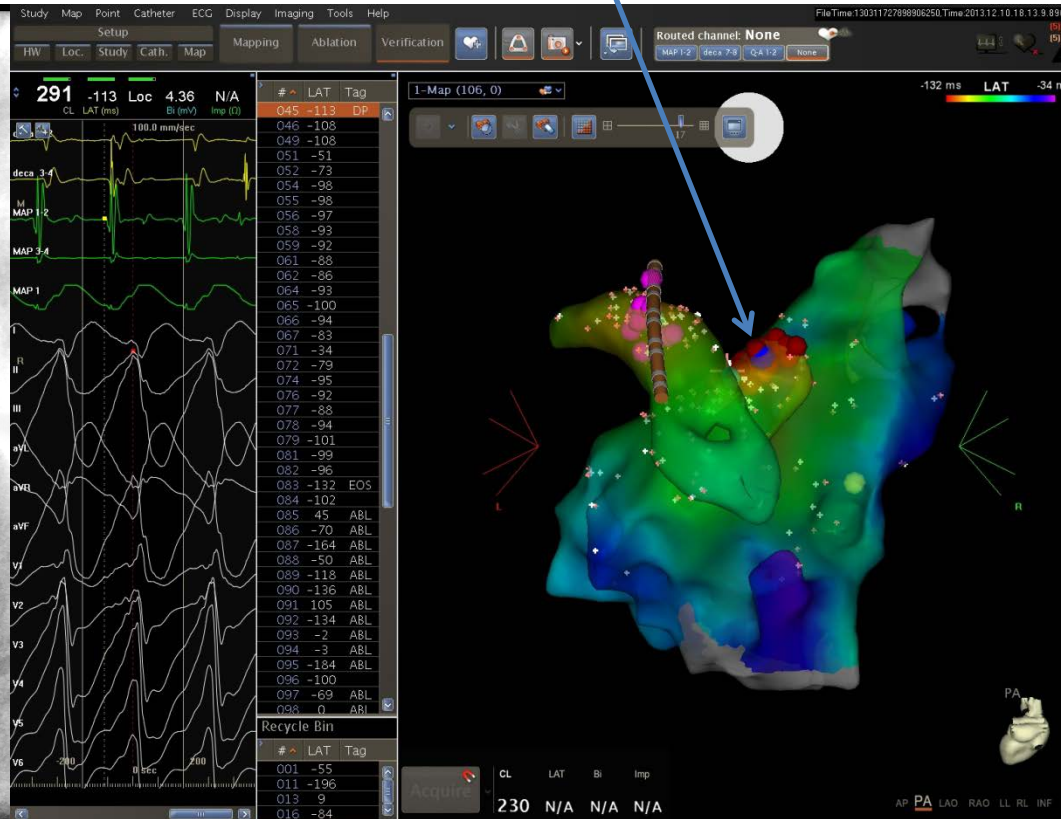 Study Map Point Catheter ECG Display Imaging Tools Help
FileTime:130311727898906250,Time:2013.12.10.18.13.9.89
Setup
HW Loc. Study Cath. Map
Mapping
Ablation
Verification
Routed channel: None
MAP 1-2 deca 7-8 Q-A 1-2 None
(5)
(5)
291 -113 Loc 4.36 N/A
CL LAT (ms) Bi (mV) Imp (Ω)
100.0 mm/sec
deca 3-4
M
MAP 1-2
MAP 3-4
MAP 1
I
R
II
III
aVL
aVR
aVF
V1
V2
V3
V4
V5
V6
-200 0 sec 200
# LAT Tag
045 -113 DP
046 -108
049 -108
051 -51
052 -73
054 -98
055 -98
056 -97
058 -93
059 -92
061 -88
062 -86
064 -93
065 -100
066 -94
067 -83
071 -34
072 -79
074 -95
076 -92
077 -88
078 -94
079 -101
081 -99
082 -96
083 -132 EOS
084 -102
085 45 ABL
086 -70 ABL
087 -164 ABL
088 -50 ABL
089 -118 ABL
090 -136 ABL
091 105 ABL
092 -134 ABL
093 -2 ABL
094 -3 ABL
095 -184 ABL
096 -100
097 -69 ABL
098 0 ABL
Recycle Bin
# LAT Tag
001 -55
011 -196
013 9
016 -84
1-Map (106, 0)
17
-132 ms LAT -34 m
L
R
PA
Acquire
CL LAT Bi Imp
230 N/A N/A N/A
AP PA LAO RAO LL RL INF